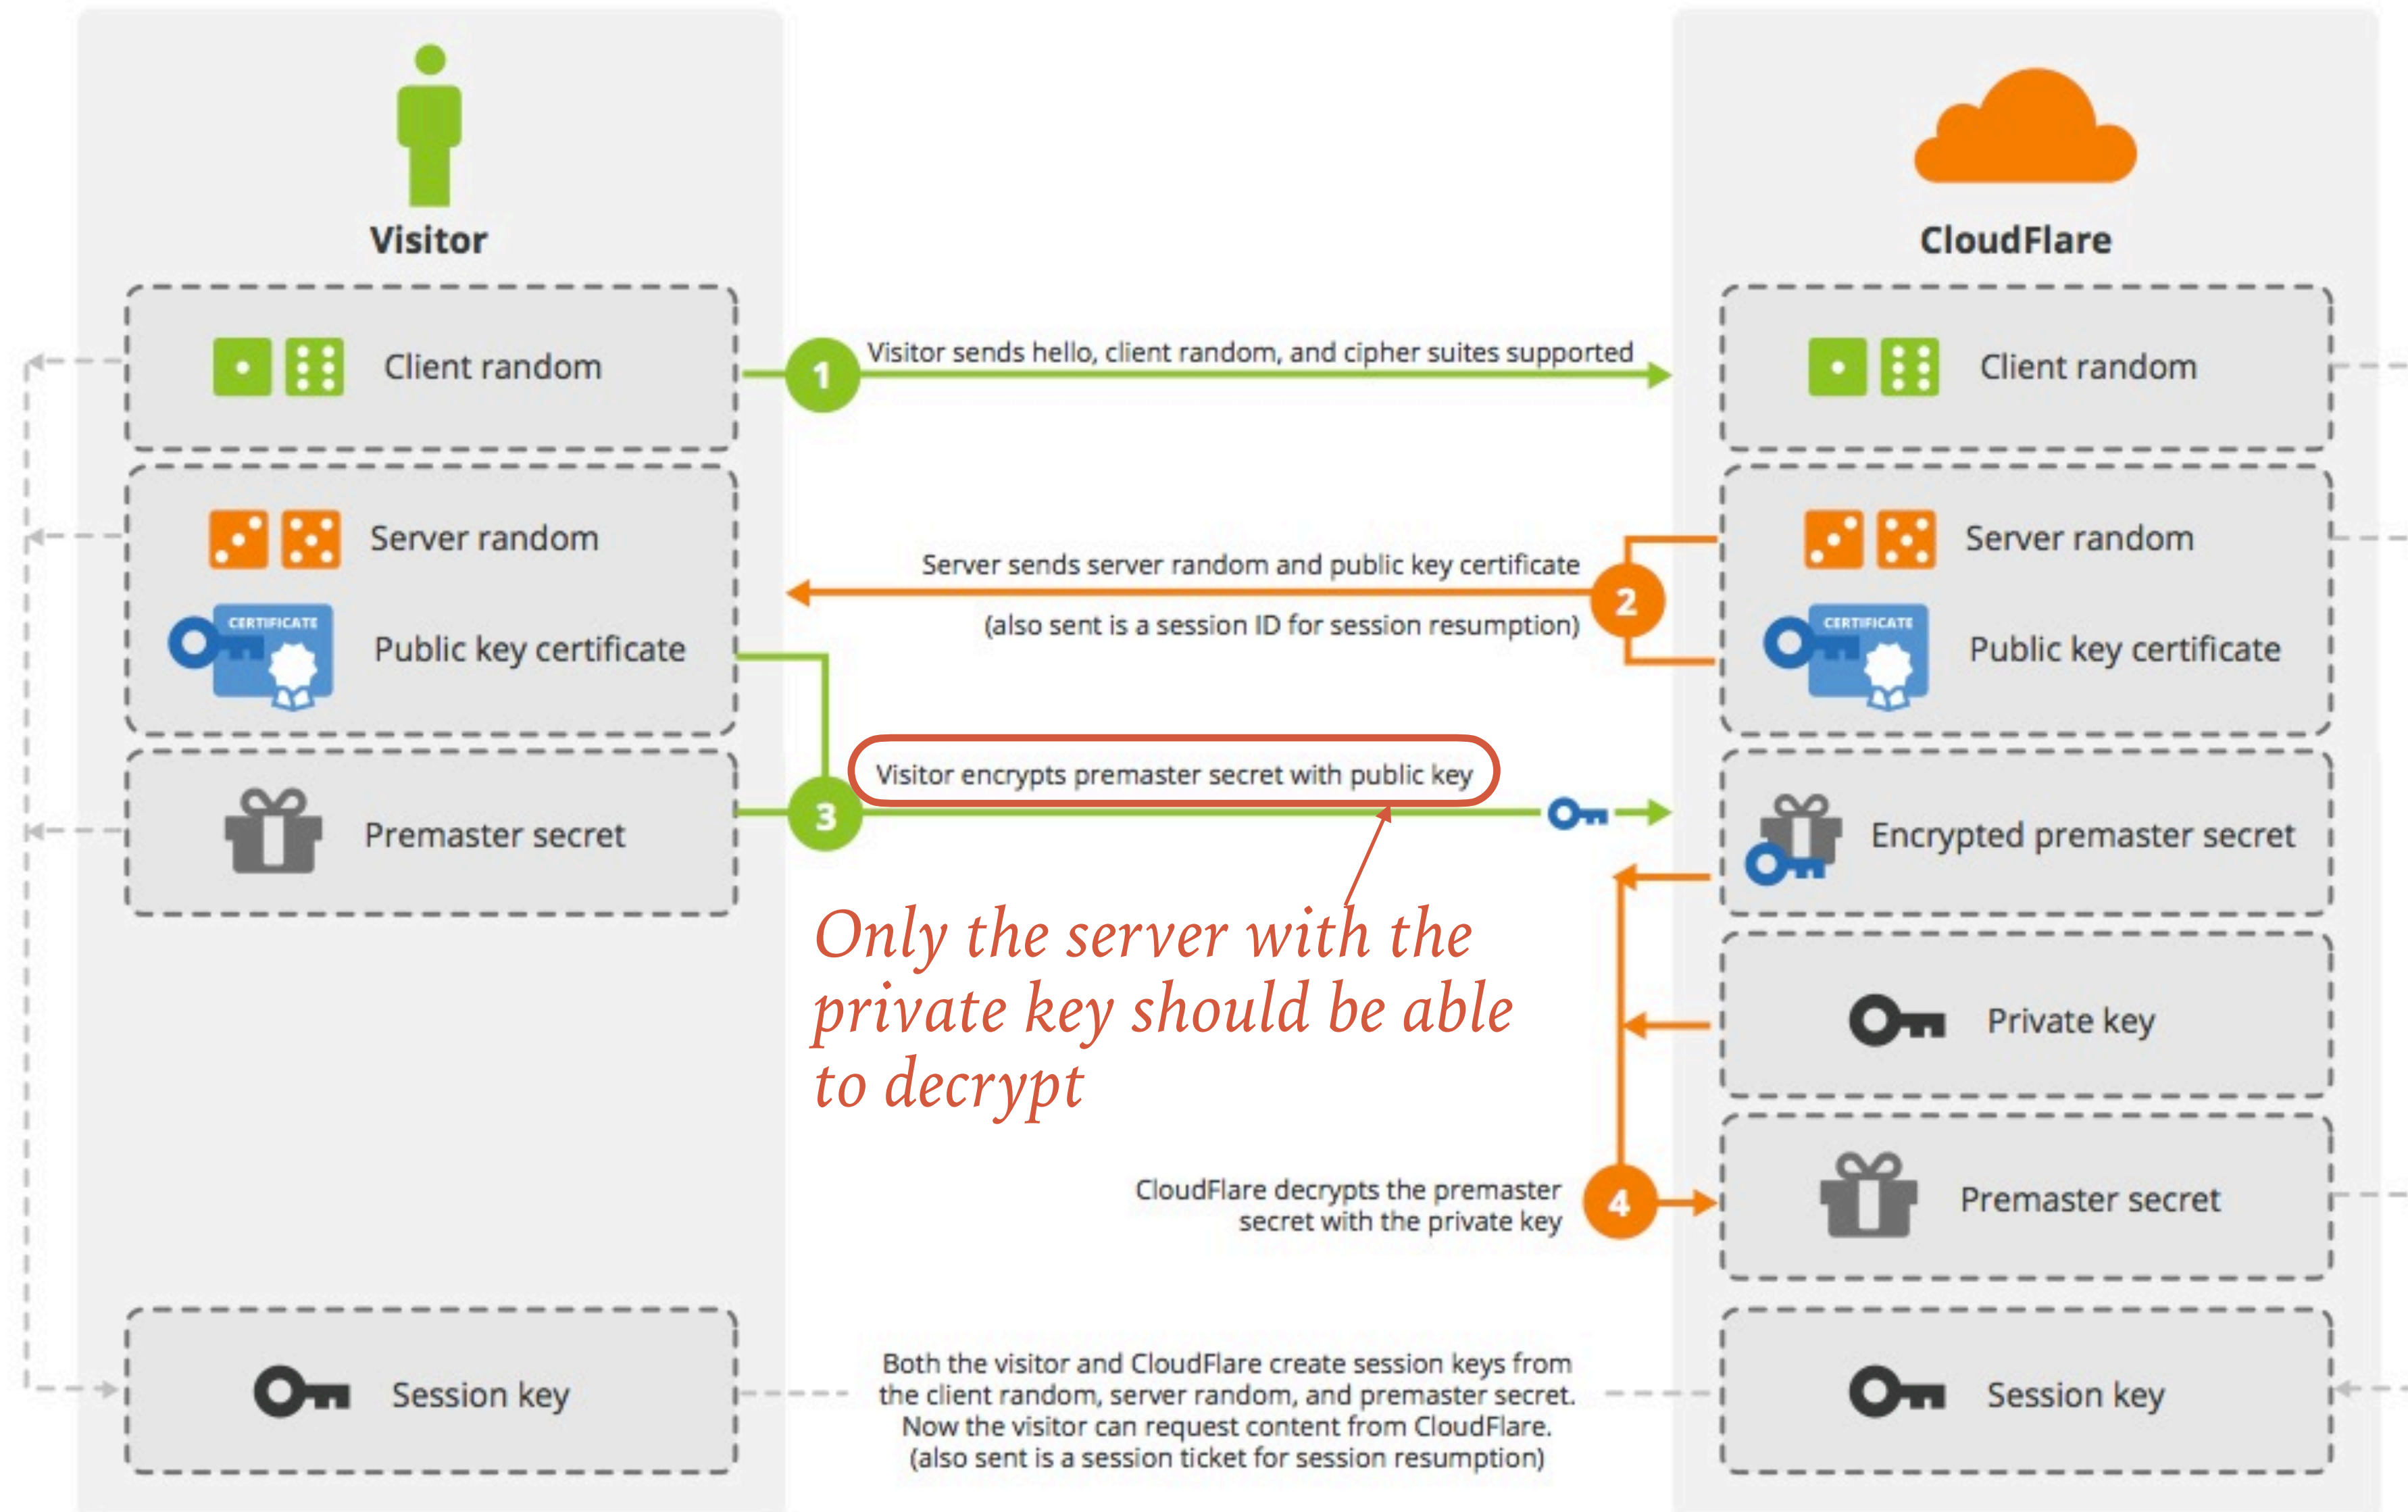 Visitor
CloudFlare
Client random
1
Visitor sends hello, client random, and cipher suites supported
Client random
Server random
Server sends server random and public key certificate
2
Server random
CERTIFICATE
Public key certificate
(also sent is a session ID for session resumption)
CERTIFICATE
Public key certificate
Visitor encrypts premaster secret with public key
Premaster secret
3
Encrypted premaster secret
Only the server with the
private key should be able
to decrypt
Private key
CloudFlare decrypts the premaster
secret with the private key
4
Premaster secret
Session key
Both the visitor and CloudFlare create session keys from
the client random, server random, and premaster secret.
Now the visitor can request content from CloudFlare.
(also sent is a session ticket for session resumption)
Session key